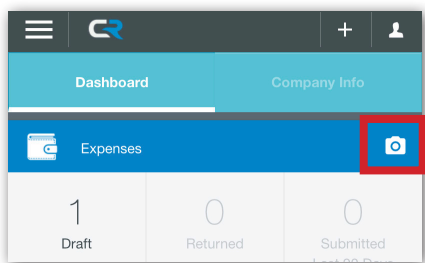 CR
Dashboard
Company Info
Expenses
1
0
0
Draft
Returned
Submitted